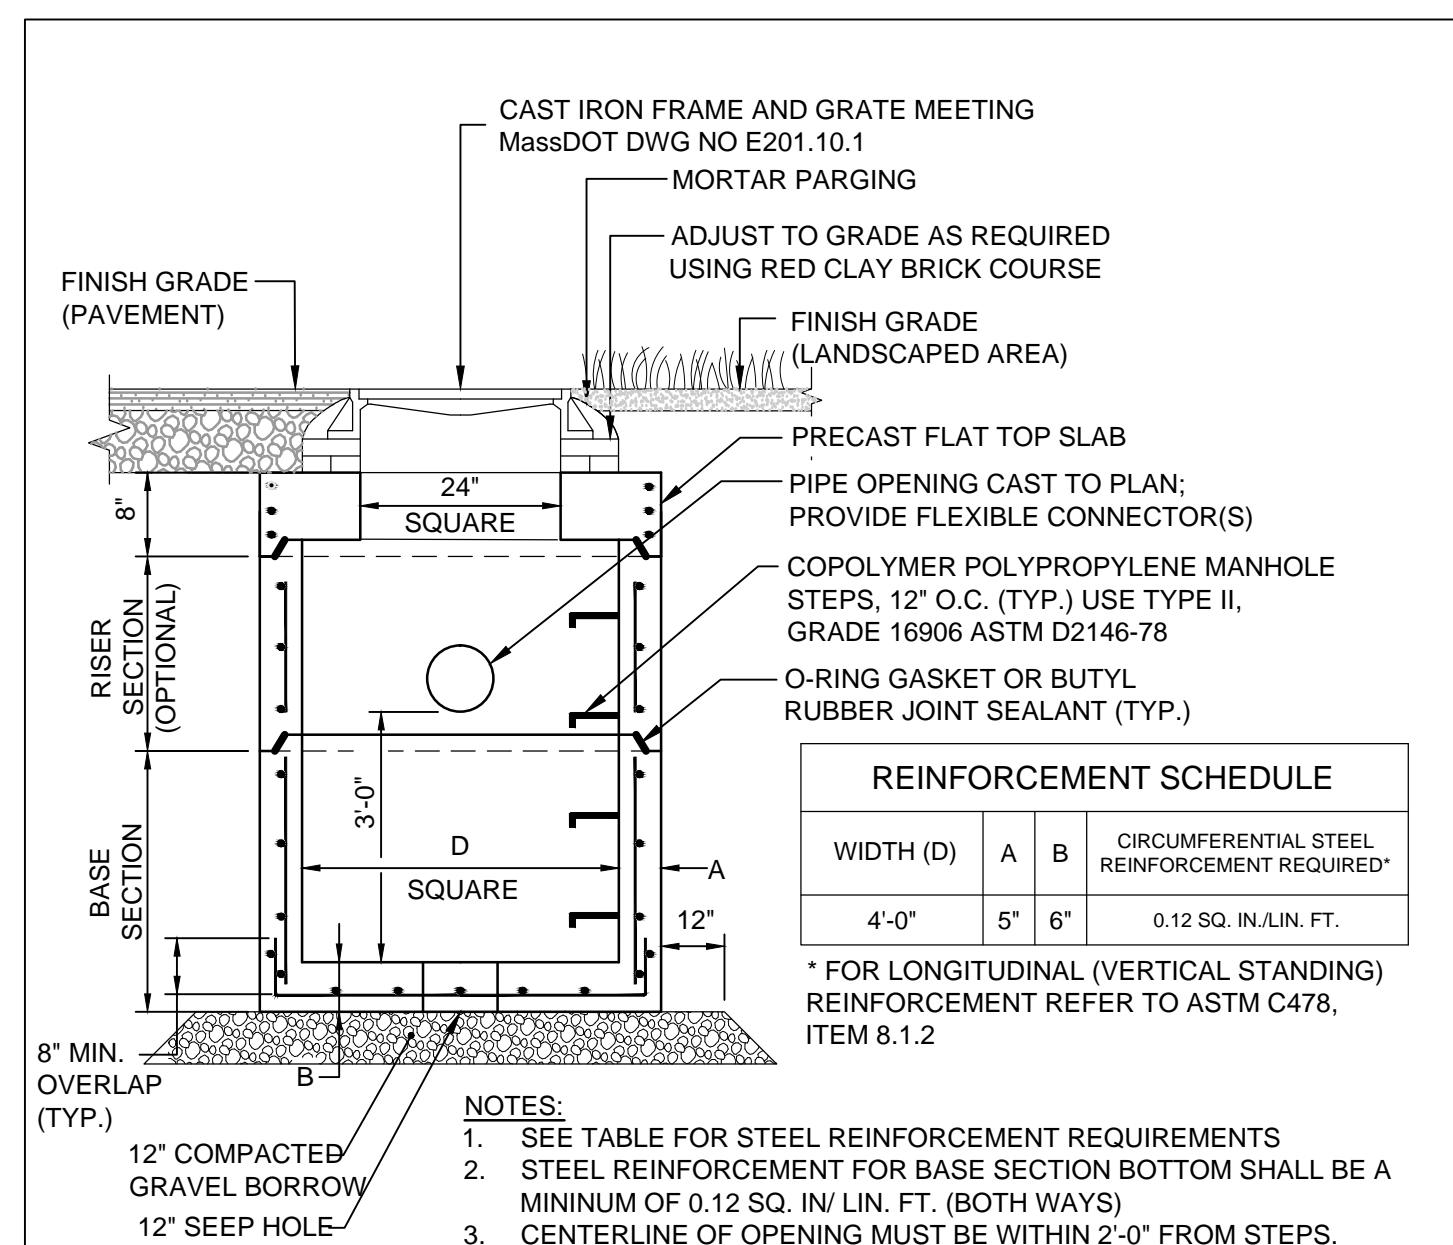 CAST IRON FRAME AND GRATE MEETING
MassDOT DWG NO E201.10.1
MORTAR PARGING
ADJUST TO GRADE AS REQUIRED
USING RED CLAY BRICK COURSE
FINISH GRADE
(PAVEMENT)
FINISH GRADE
(LANDSCAPED AREA)
PRECAST FLAT TOP SLAB
8"
24"
SQUARE
PIPE OPENING CAST TO PLAN;
PROVIDE FLEXIBLE CONNECTOR(S)
COPOLYMER POLYPROPYLENE MANHOLE
STEPS, 12" O.C. (TYP.) USE TYPE II,
GRADE 16906 ASTM D2146-78
RISER
SECTION
(OPTIONAL)
O-RING GASKET OR BUTYL
RUBBER JOINT SEALANT (TYP.)
3'-0"
BASE
SECTION
D
SQUARE
A
12"
REINFORCEMENT SCHEDULE
WIDTH (D)
A
B
CIRCUMFERENTIAL STEEL
REINFORCEMENT REQUIRED*
4'-0"
5"
6"
0.12 SQ. IN./LIN. FT.
* FOR LONGITUDINAL (VERTICAL STANDING)
REINFORCEMENT REFER TO ASTM C478,
ITEM 8.1.2
8" MIN.
OVERLAP
(TYP.)
B
12" COMPACTED
GRAVEL BORROW
12" SEEP HOLE
NOTES:
1. SEE TABLE FOR STEEL REINFORCEMENT REQUIREMENTS
2. STEEL REINFORCEMENT FOR BASE SECTION BOTTOM SHALL BE A
MININUM OF 0.12 SQ. IN/ LIN. FT. (BOTH WAYS)
3. CENTERLINE OF OPENING MUST BE WITHIN 2'-0" FROM STEPS.